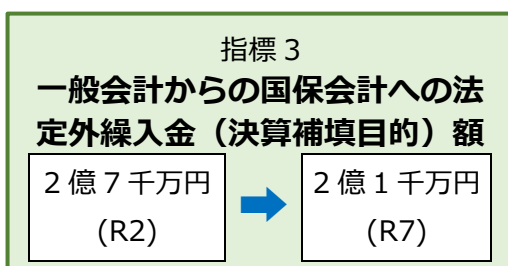 指標３
一般会計からの国保会計への法
定外繰入金（決算補填目的）額
２億７千万円
(R2)
２億１千万円
(R7)